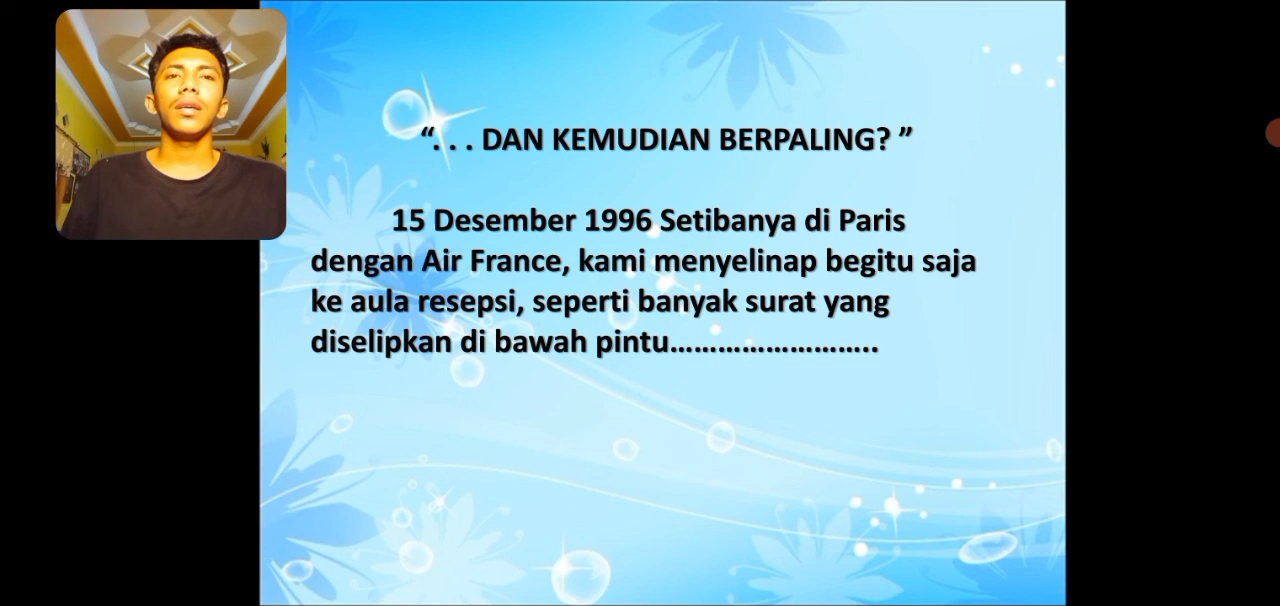 “. . . DAN KEMUDIAN BERPALING? ”
15 Desember 1996 Setibanya di Paris
dengan Air France, kami menyelinap begitu saja
ke aula resepsi, seperti banyak surat yang
diselipkan di bawah pintu……………………..